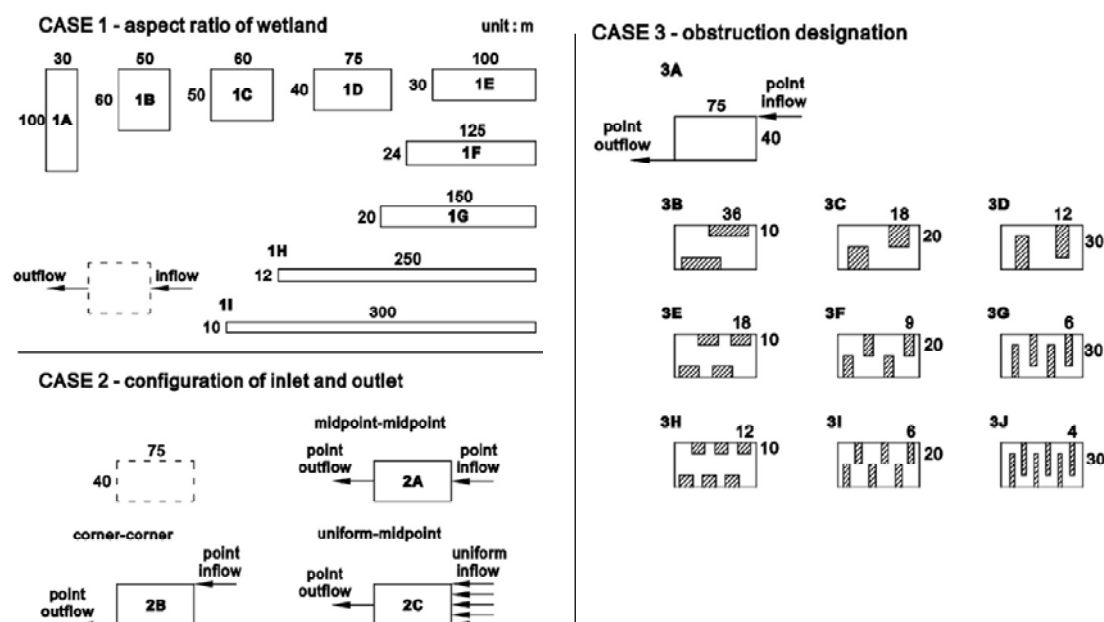 CASE 1 - aspect ratio of wetland
unit : m
30 50 60 75 100
100 1A
60 1B
50 1C
40 1D
30 1E
125
24 1F
150
20 1G
1H
250
12
outflow inflow
1I
300
10
CASE 2 - configuration of inlet and outlet
75
40
midpoint-midpoint
point outflow
2A
point inflow
corner-corner
point inflow
point outflow
2B
uniform-midpoint
uniform inflow
point outflow
2C
CASE 3 - obstruction designation
3A
75
point inflow
40
point outflow
3B 36 10
3C 18 20
3D 12 30
3E 18 10
3F 9 20
3G 6 30
3H 12 10
3I 6 20
3J 4 30